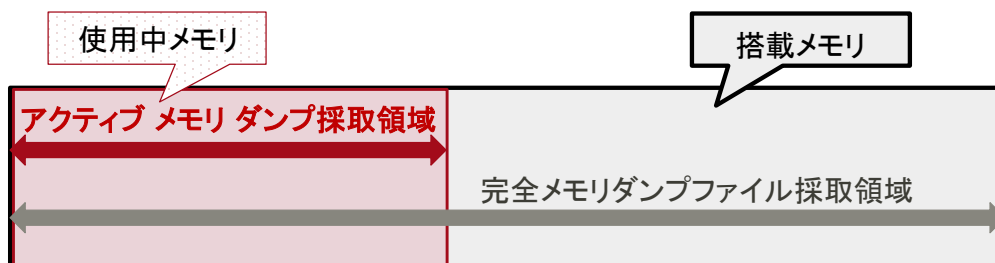 使用中メモリ
搭載メモリ
アクティブ メモリ ダンプ採取領域
完全メモリダンプファイル採取領域